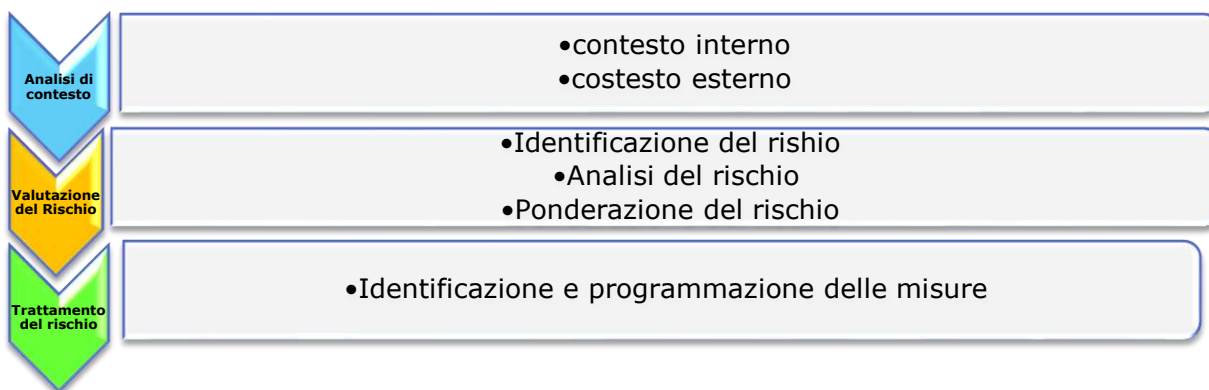 Analisi di
contesto
•contesto interno
•costesto esterno
Valutazione
del Rischio
•Identificazione del rishio
•Analisi del rischio
•Ponderazione del rischio
Trattamento
del rischio
•Identificazione e programmazione delle misure